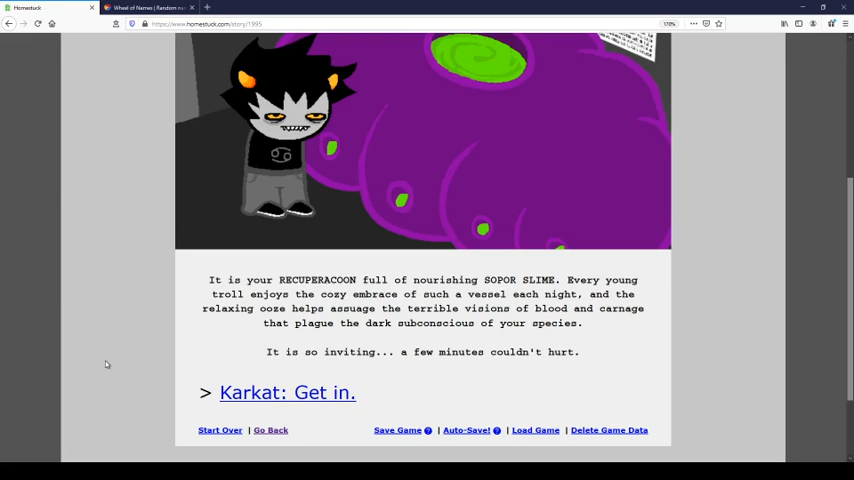 Homestuck
Wheel of Names | Random na
https://www.homestuck.com/story/1995
170%
It is your RECUPERACOON full of nourishing SOPOR SLIME. Every young
troll enjoys the cozy embrace of such a vessel each night, and the
relaxing ooze helps assuage the terrible visions of blood and carnage
that plague the dark subconscious of your species.
It is so inviting... a few minutes couldn't hurt.
> Karkat: Get in.
Start Over | Go Back
Save Game ? | Auto-Save! ? | Load Game | Delete Game Data